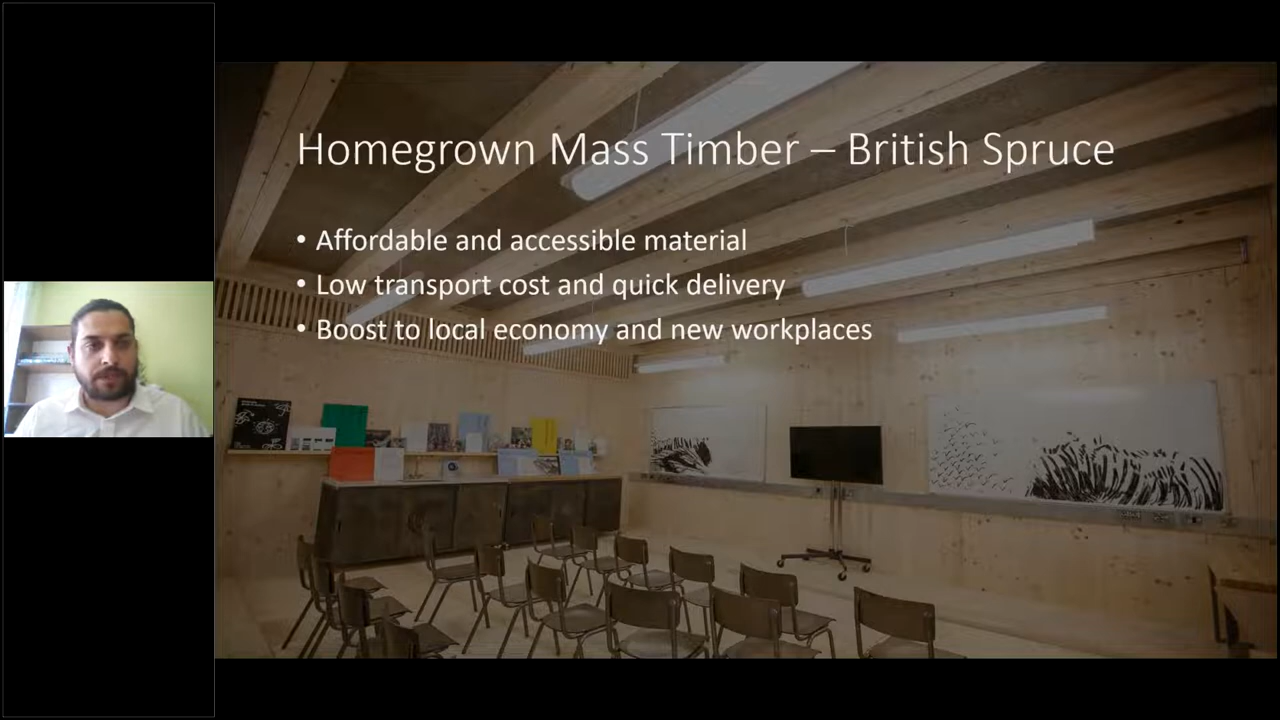 Homegrown Mass Timber – British Spruce
• Affordable and accessible material
• Low transport cost and quick delivery
• Boost to local economy and new workplaces